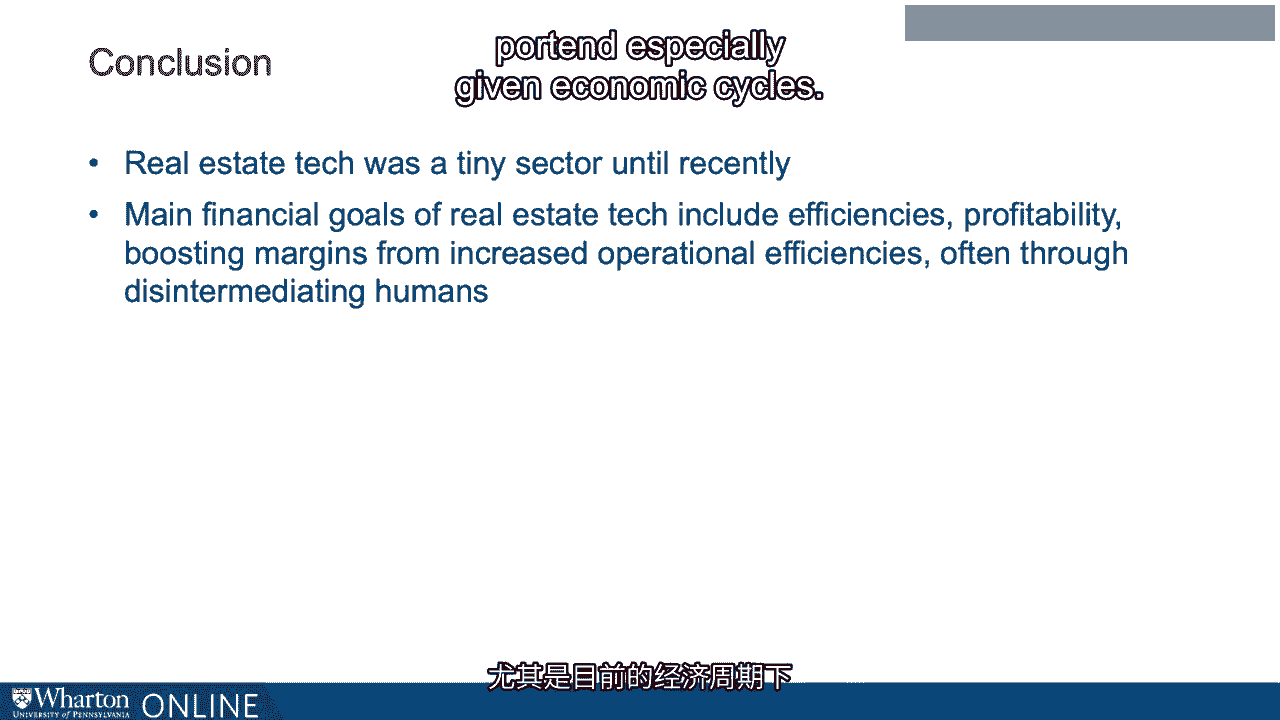 portend especially
given economic cycles.
Conclusion
• Real estate tech was a tiny sector until recently
• Main financial goals of real estate tech include efficiencies, profitability,
boosting margins from increased operational efficiencies, often through
disintermediating humans
尤其是目前的经济周期下
Wharton
UNIVERSITY of PENNSYLVANIA
ONLINE